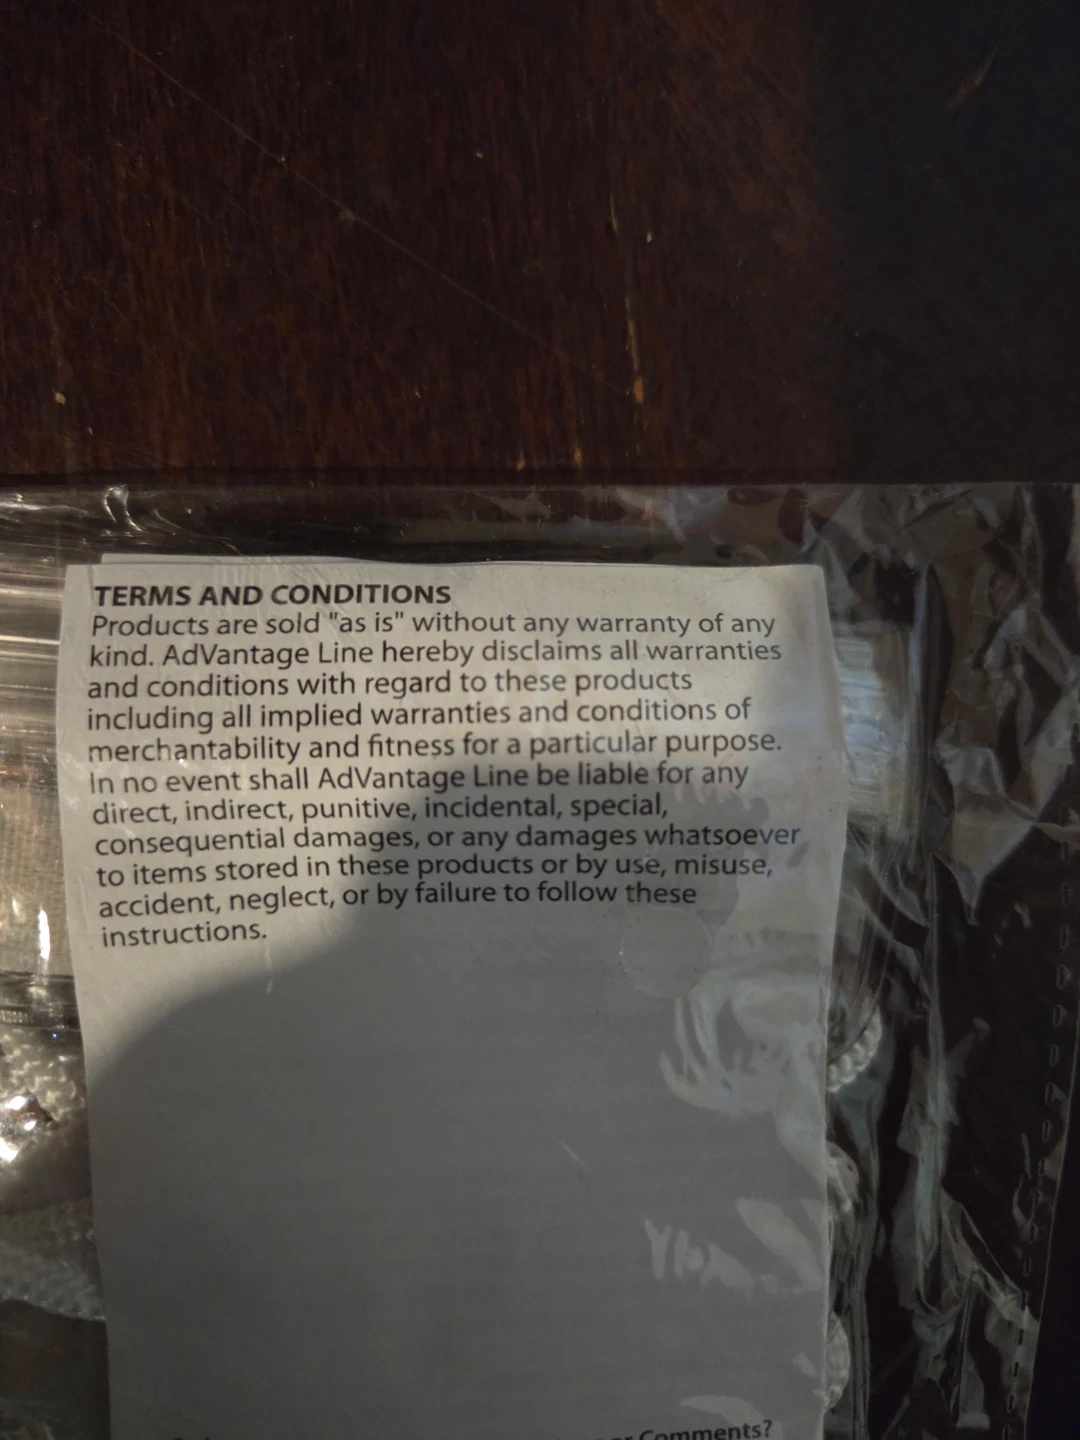 TERMS AND CONDITIONS
Products are sold "as is" without any warranty of any
kind. AdVantage Line hereby disclaims all warranties
and conditions with regard to these products
including all implied warranties and conditions of
merchantability and fitness for a particular purpose.
In no event shall AdVantage Line be liable for any
direct, indirect, punitive, incidental, special,
consequential damages, or any damages whatsoever
to items stored in these products or by use, misuse,
accident, neglect, or by failure to follow these
instructions.
or Comments?